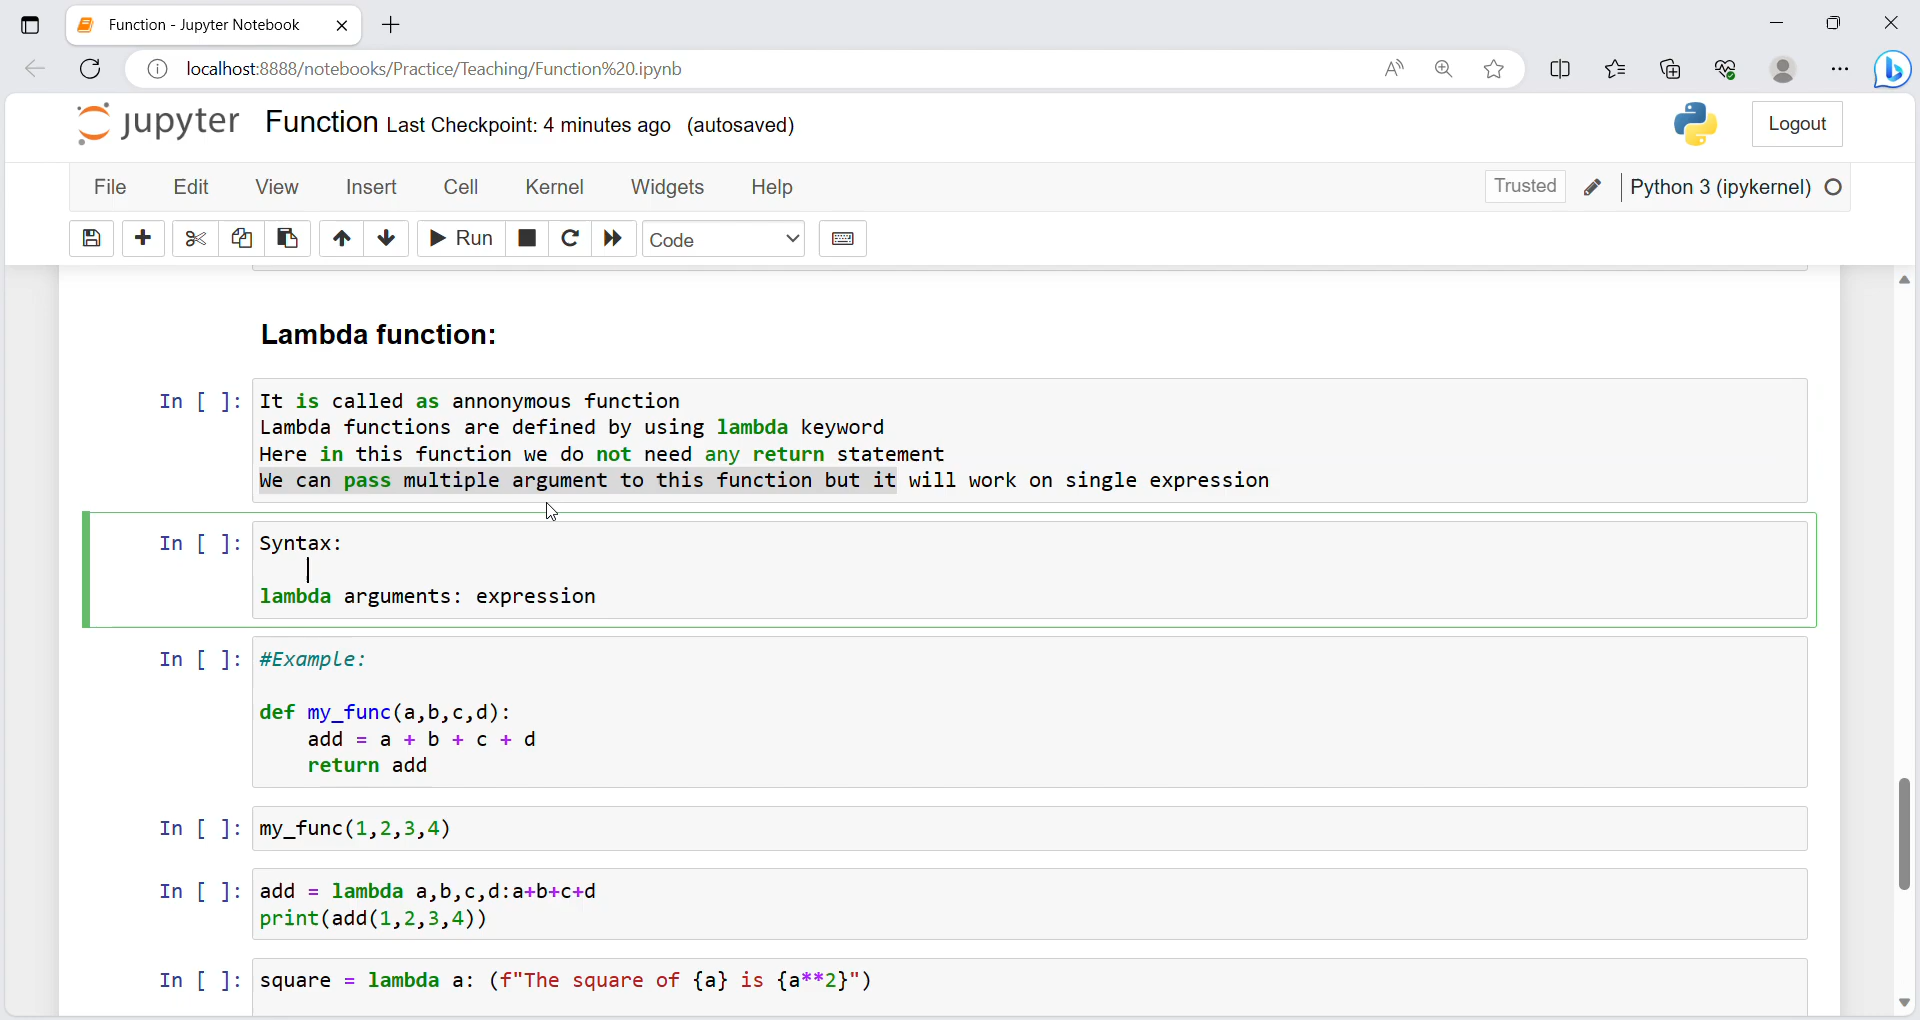 Function - Jupyter Notebook
localhost:8888/notebooks/Practice/Teaching/Function%20.ipynb
jupyter Function Last Checkpoint: 4 minutes ago (autosaved)
Logout
File Edit View Insert Cell Kernel Widgets Help
Trusted Python 3 (ipykernel)
Run Code
Lambda function:
In [ ]: It is called as annonymous function
Lambda functions are defined by using lambda keyword
Here in this function we do not need any return statement
We can pass multiple argument to this function but it will work on single expression
In [ ]: Syntax:
lambda arguments: expression
In [ ]: #Example:
def my_func(a,b,c,d):
add = a + b + c + d
return add
In [ ]: my_func(1,2,3,4)
In [ ]: add = lambda a,b,c,d:a+b+c+d
print(add(1,2,3,4))
In [ ]: square = lambda a: (f"The square of {a} is {a**2}")